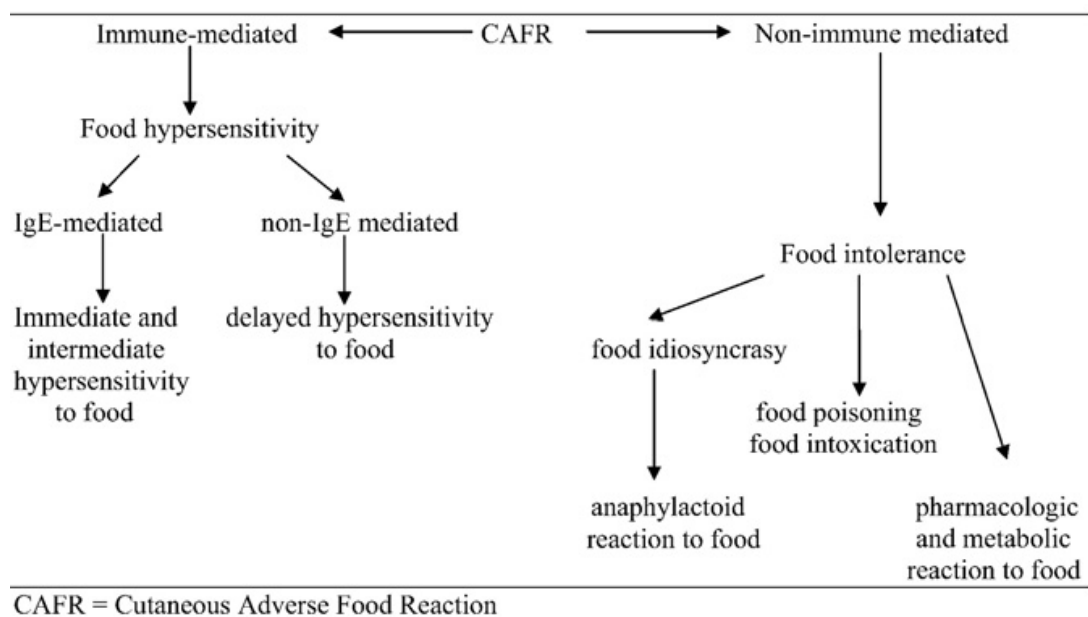 Immune-mediated
CAFR
Non-immune mediated
Food hypersensitivity
IgE-mediated
non-IgE mediated
Food intolerance
Immediate and
intermediate
hypersensitivity
to food
delayed hypersensitivity
to food
food idiosyncrasy
food poisoning
food intoxication
anaphylactoid
reaction to food
pharmacologic
and metabolic
reaction to food
CAFR = Cutaneous Adverse Food Reaction